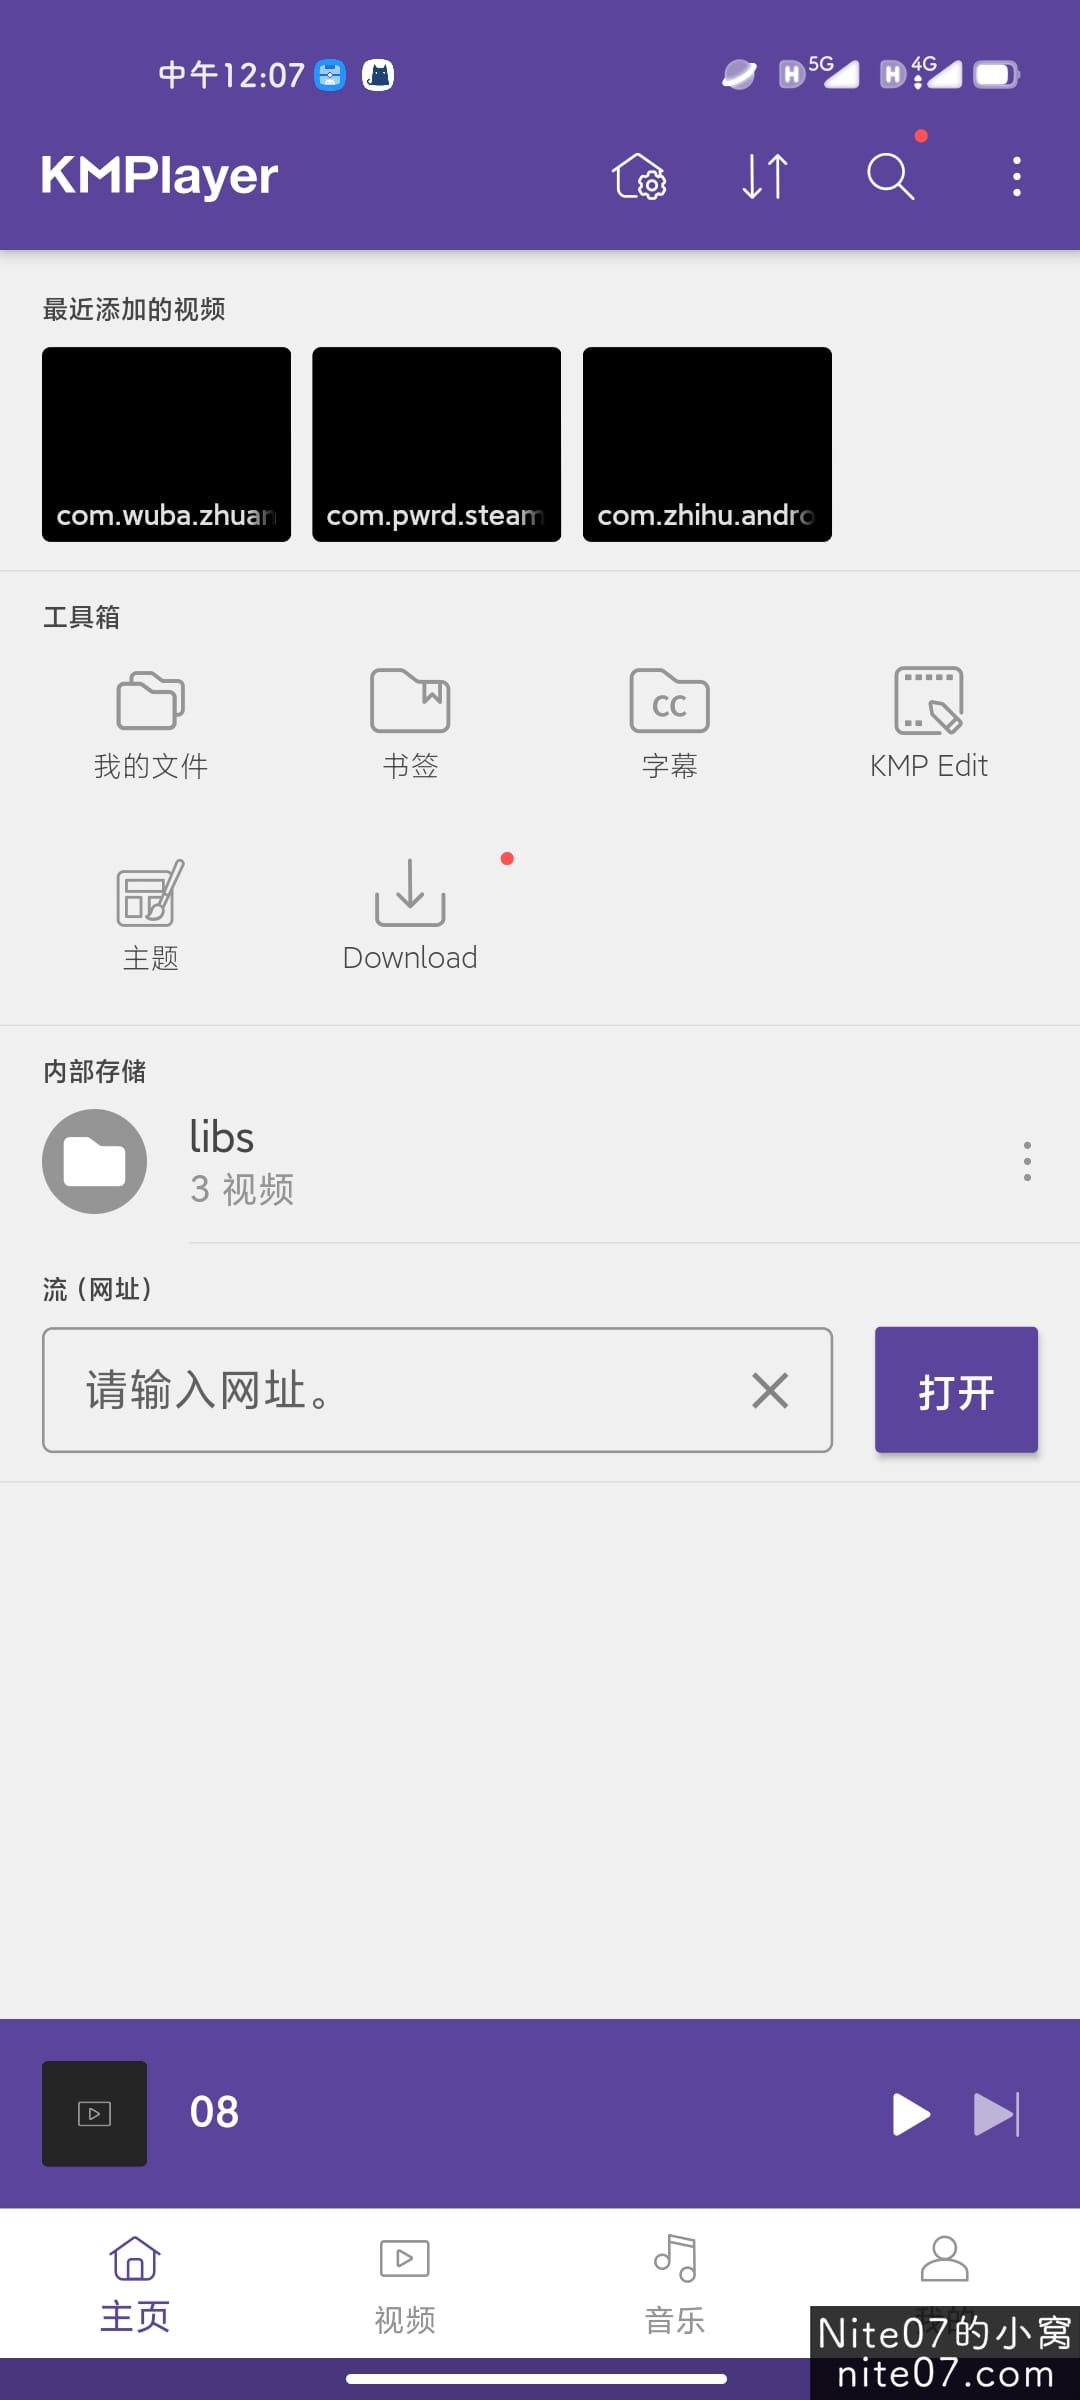 中午12:07
5G
4G
KMPlayer
最近添加的视频
com.wuba.zhuan
com.pwrd.steam
com.zhihu.andro
工具箱
我的文件
书签
CC
字幕
KMP Edit
主题
Download
内部存储
libs
3 视频
流 (网址)
请输入网址。
打开
08
主页
视频
音乐
Nite07的小窝
nite07.com